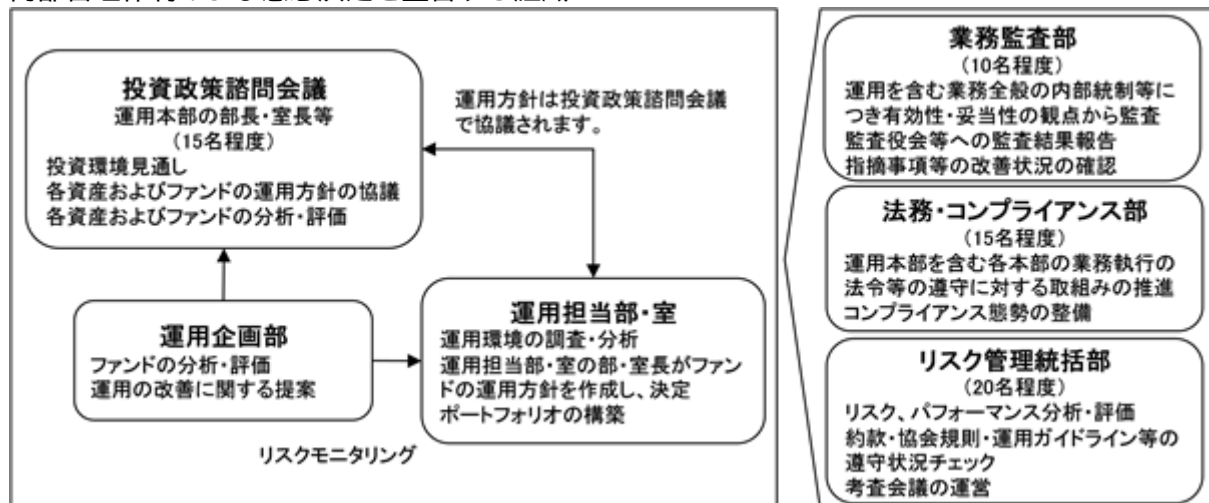 投資政策諮問会議
運用本部の部長・室長等
(15名程度)
投資環境見通し
各資産およびファンドの運用方針の協議
各資産およびファンドの分析・評価
運用方針は投資政策諮問会議
で協議されます。
運用企画部
ファンドの分析・評価
運用の改善に関する提案
運用担当部・室
運用環境の調査・分析
運用担当部・室の部・室長がファン
ドの運用方針を作成し、決定
ポートフォリオの構築
リスクモニタリング
業務監査部
(10名程度)
運用を含む業務全般の内部統制等に
つき有効性・妥当性の観点から監査
監査役会等への監査結果報告
指摘事項等の改善状況の確認
法務・コンプライアンス部
(15名程度)
運用本部を含む各本部の業務執行の
法令等の遵守に対する取組みの推進
コンプライアンス態勢の整備
リスク管理統括部
(20名程度)
リスク、パフォーマンス分析・評価
約款・協会規則・運用ガイドライン等の
遵守状況チェック
考査会議の運営